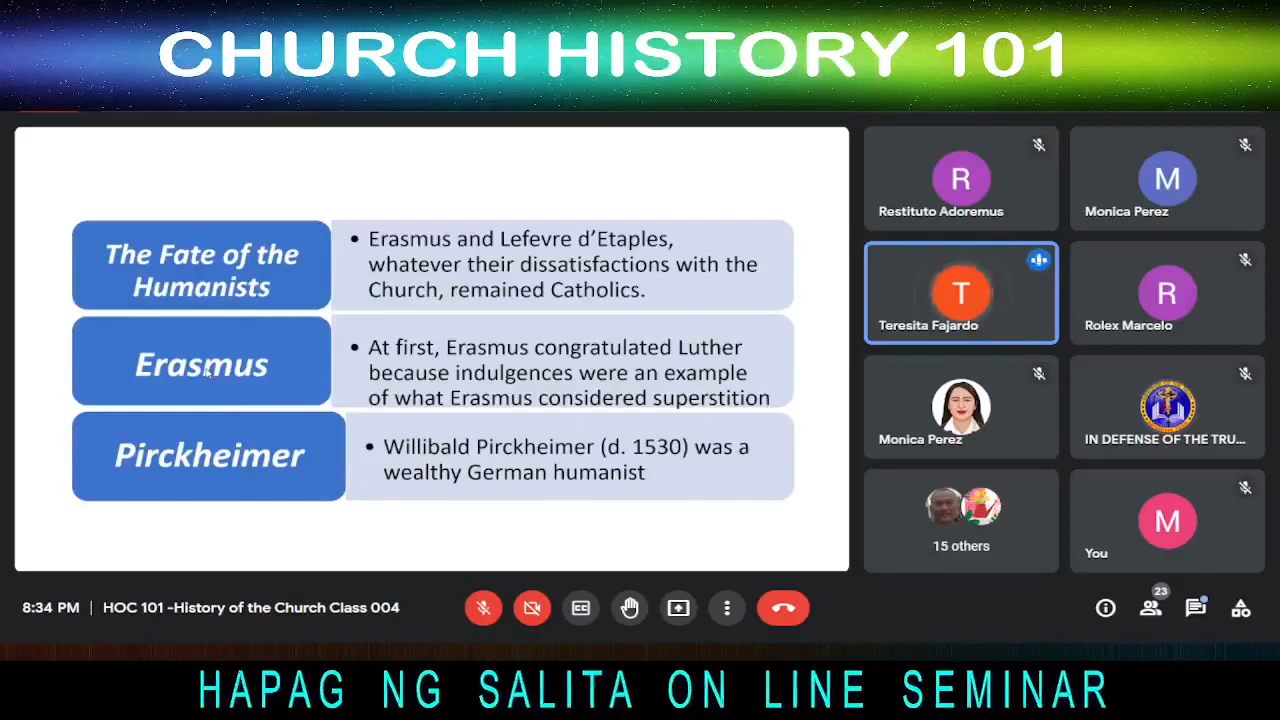 CHURCH HISTORY 101
The Fate of the
Humanists
• Erasmus and Lefevre d’Etaples,
whatever their dissatisfactions with the
Church, remained Catholics.
Erasmus
• At first, Erasmus congratulated Luther
because indulgences were an example
of what Erasmus considered superstition
Pirckheimer
• Willibald Pirckheimer (d. 1530) was a
wealthy German humanist
R
Restituto Adoremus
M
Monica Perez
T
Teresita Fajardo
R
Rolex Marcelo
Monica Perez
IN DEFENSE OF THE TRU...
15 others
M
You
8:34 PM | HOC 101 -History of the Church Class 004
CC
23
HAPAG NG SALITA ON LINE SEMINAR